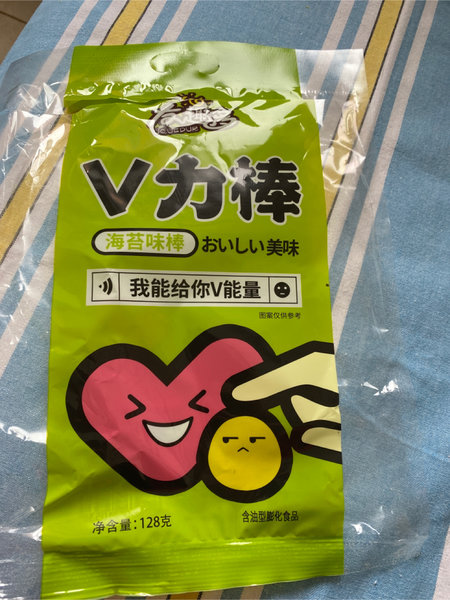 V力棒
海苔味棒 おいしい美味
我能给你V能量
图案仅供参考
净含量：128克
含油型膨化食品